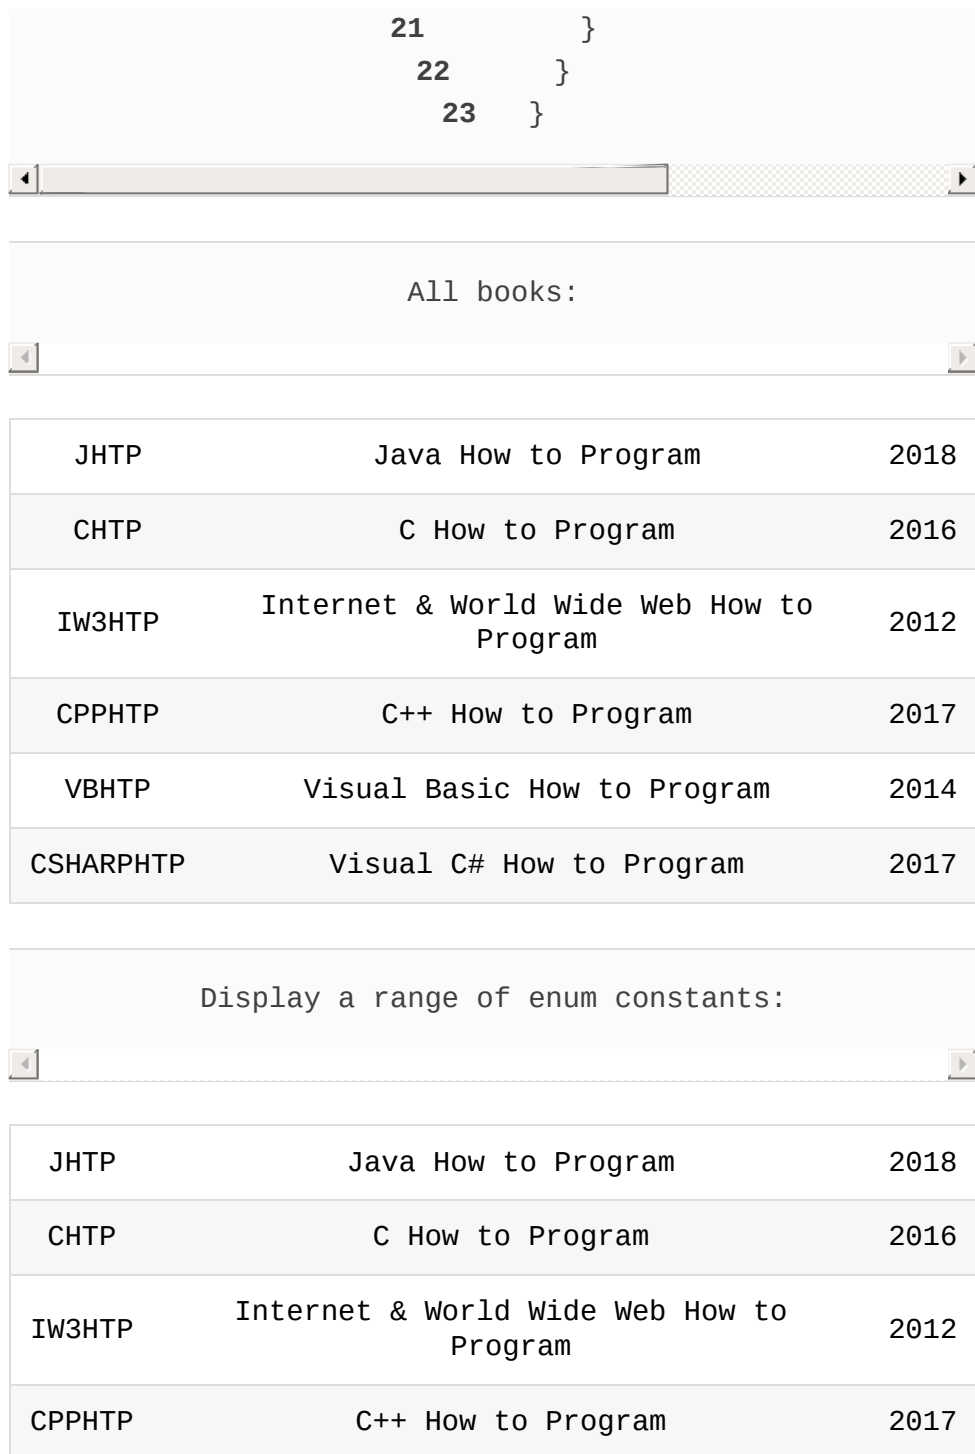 21 }
22 }
23 }
All books:
JHTP Java How to Program 2018
CHTP C How to Program 2016
IW3HTP Internet & World Wide Web How to
Program 2012
CPPHTP C++ How to Program 2017
VBHTP Visual Basic How to Program 2014
CSHARPHTP Visual C# How to Program 2017
Display a range of enum constants:
JHTP Java How to Program 2018
CHTP C How to Program 2016
IW3HTP Internet & World Wide Web How to
Program 2012
CPPHTP C++ How to Program 2017